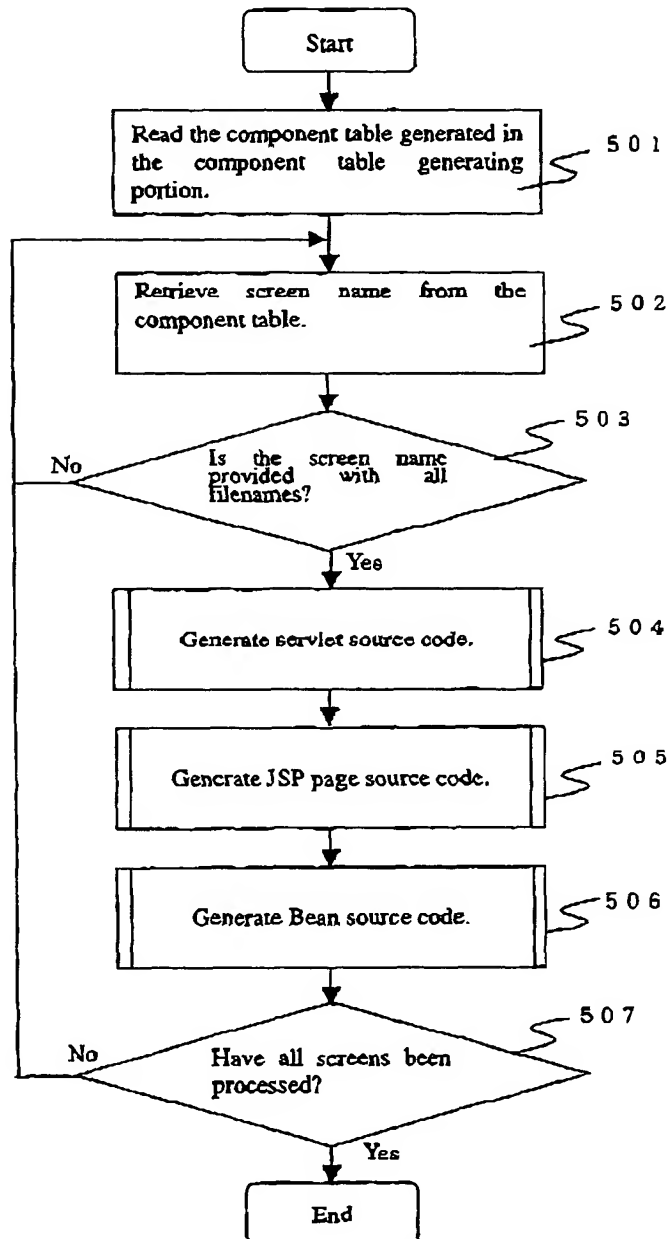 Start
Read the component table generated in
the component table generating
portion.
501
Retrieve screen name from the
component table.
502
503
No
Is the screen name
provided with all
filenames?
Yes
Generate servlet source code.
504
Generate JSP page source code.
505
Generate Bean source code.
506
507
No
Have all screens been
processed?
Yes
End